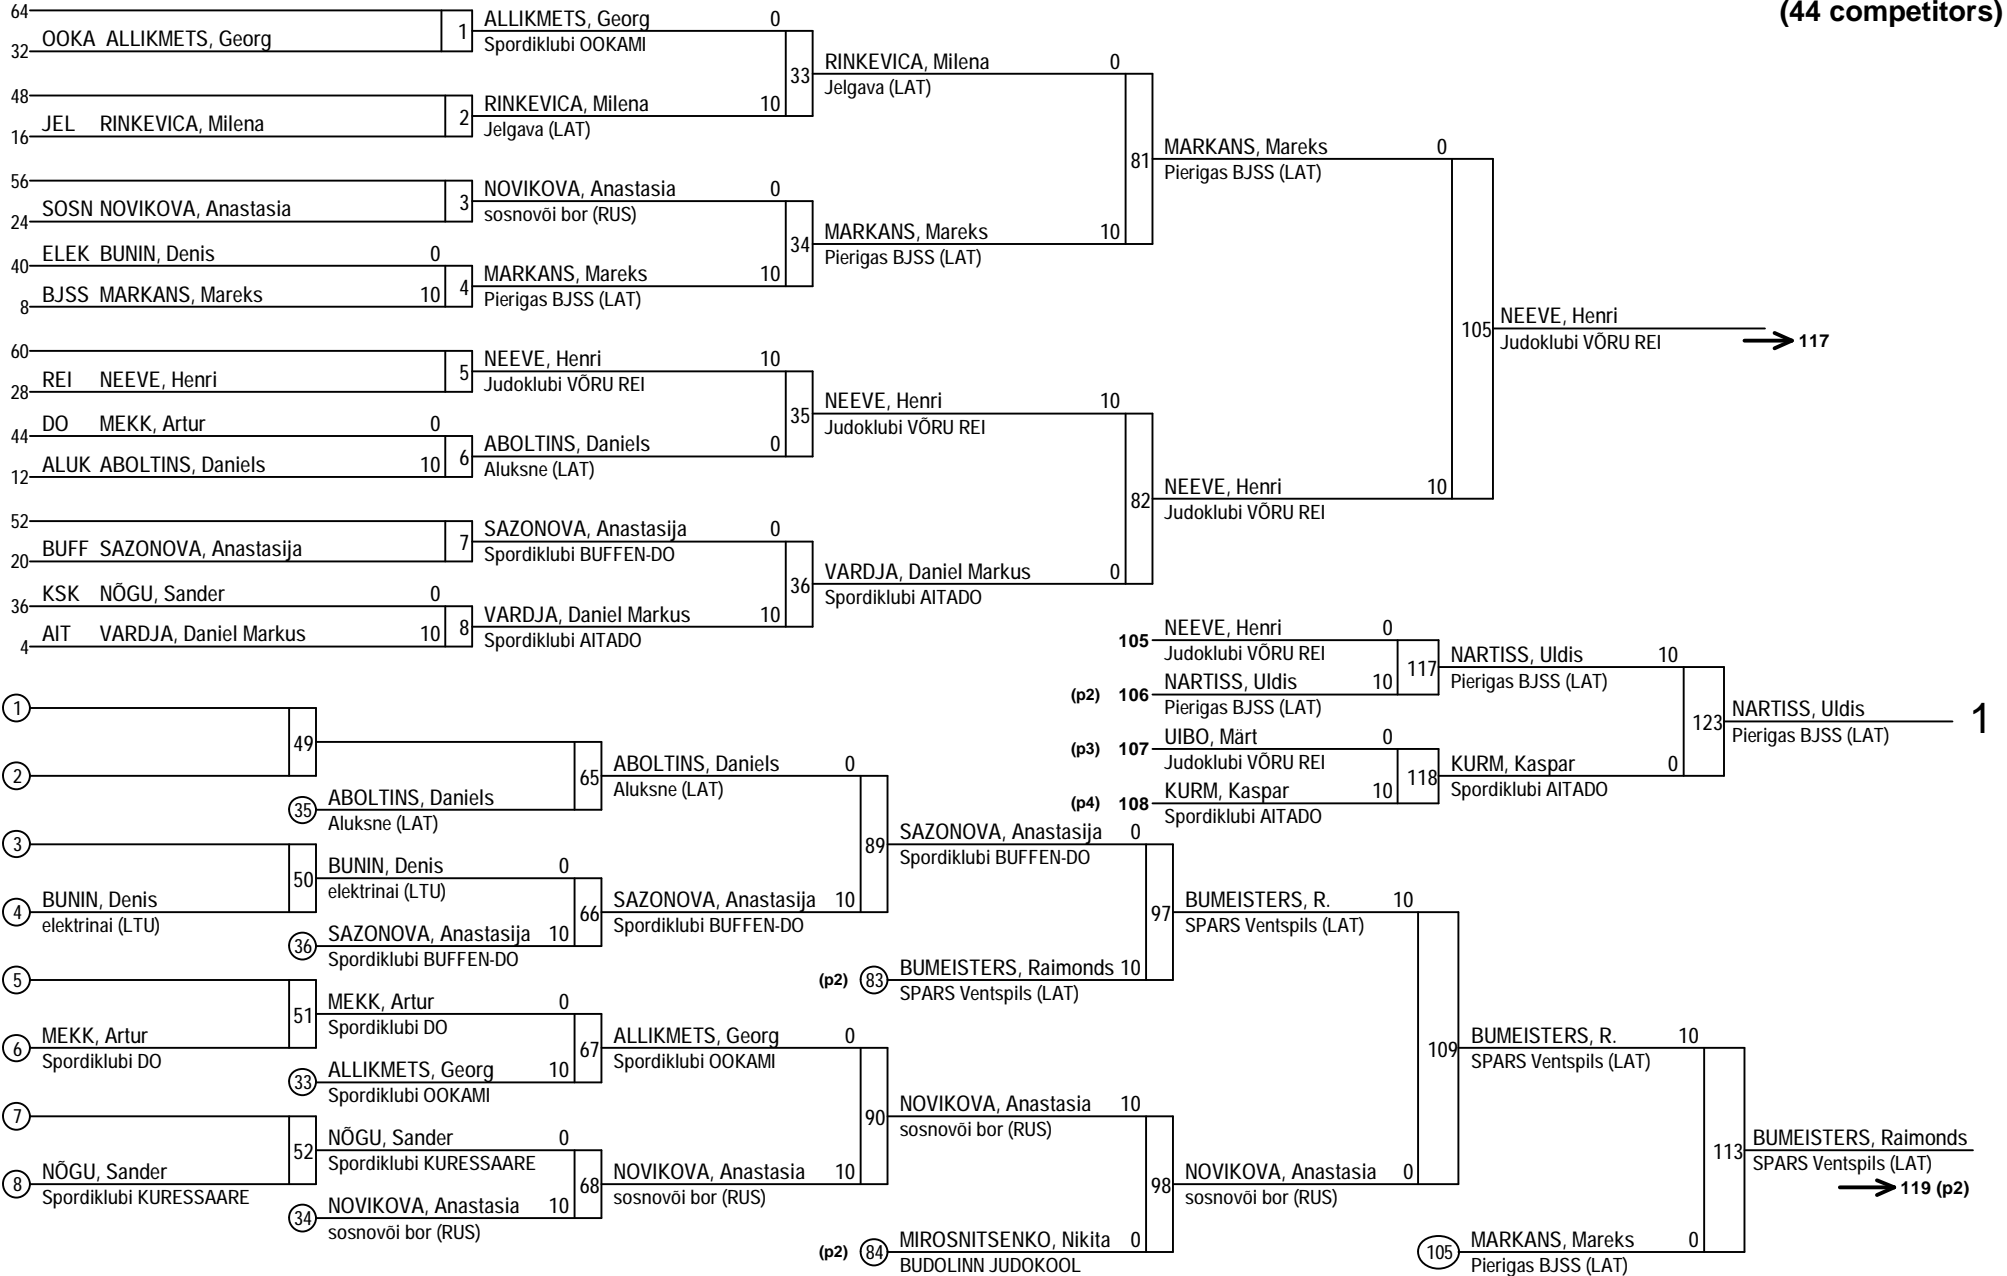 (44 competitors)
64
OOKA ALLIKMETS, Georg
32
1
ALLIKMETS, Georg 0
Spordiklubi OOKAMI
48
JEL RINKEVICA, Milena
16
2
RINKEVICA, Milena 10
Jelgava (LAT)
33
RINKEVICA, Milena 0
Jelgava (LAT)
56
SOSN NOVIKOVA, Anastasia
24
3
NOVIKOVA, Anastasia 0
sosnovõi bor (RUS)
40
ELEK BUNIN, Denis 0
8
BJSS MARKANS, Mareks 10
4
MARKANS, Mareks 10
Pierigas BJSS (LAT)
34
MARKANS, Mareks 10
Pierigas BJSS (LAT)
81
MARKANS, Mareks 0
Pierigas BJSS (LAT)
60
REI NEEVE, Henri
28
5
NEEVE, Henri 10
Judoklubi VÕRU REI
44
DO MEKK, Artur 0
12
ALUK ABOLTINS, Daniels 10
6
ABOLTINS, Daniels 0
Aluksne (LAT)
35
NEEVE, Henri 10
Judoklubi VÕRU REI
52
BUFF SAZONOVA, Anastasija
20
7
SAZONOVA, Anastasija 0
Spordiklubi BUFFEN-DO
36
KSK NÕGU, Sander 0
4
AIT VARDJA, Daniel Markus 10
8
VARDJA, Daniel Markus 10
Spordiklubi AITADO
36
VARDJA, Daniel Markus 0
Spordiklubi AITADO
82
NEEVE, Henri 10
Judoklubi VÕRU REI
105
NEEVE, Henri
Judoklubi VÕRU REI
117
105
NEEVE, Henri 0
Judoklubi VÕRU REI
(p2) 106
NARTISS, Uldis 10
Pierigas BJSS (LAT)
117
NARTISS, Uldis 10
Pierigas BJSS (LAT)
(p3) 107
UIBO, Märt 0
Judoklubi VÕRU REI
(p4) 108
KURM, Kaspar 10
Spordiklubi AITADO
118
KURM, Kaspar 0
Spordiklubi AITADO
123
NARTISS, Uldis
Pierigas BJSS (LAT)
1
1
2
49
35
ABOLTINS, Daniels
Aluksne (LAT)
65
ABOLTINS, Daniels 0
Aluksne (LAT)
3
4
BUNIN, Denis
elektrinai (LTU)
50
BUNIN, Denis 0
elektrinai (LTU)
36
SAZONOVA, Anastasija 10
Spordiklubi BUFFEN-DO
66
SAZONOVA, Anastasija 10
Spordiklubi BUFFEN-DO
89
SAZONOVA, Anastasija 0
Spordiklubi BUFFEN-DO
(p2) 83
BUMEISTERS, Raimonds 10
SPARS Ventspils (LAT)
97
BUMEISTERS, R. 10
SPARS Ventspils (LAT)
5
6
MEKK, Artur
Spordiklubi DO
51
MEKK, Artur 0
Spordiklubi DO
33
ALLIKMETS, Georg 10
Spordiklubi OOKAMI
67
ALLIKMETS, Georg 0
Spordiklubi OOKAMI
7
8
NÕGU, Sander
Spordiklubi KURESSAARE
52
NÕGU, Sander 0
Spordiklubi KURESSAARE
34
NOVIKOVA, Anastasia 10
sosnovõi bor (RUS)
68
NOVIKOVA, Anastasia 10
sosnovõi bor (RUS)
90
NOVIKOVA, Anastasia 10
sosnovõi bor (RUS)
(p2) 84
MIROSNITSENKO, Nikita 0
BUDOLINN JUDOKOOL
98
NOVIKOVA, Anastasia 0
sosnovõi bor (RUS)
109
BUMEISTERS, R. 10
SPARS Ventspils (LAT)
105
MARKANS, Mareks 0
Pierigas BJSS (LAT)
113
BUMEISTERS, Raimonds
SPARS Ventspils (LAT)
119 (p2)